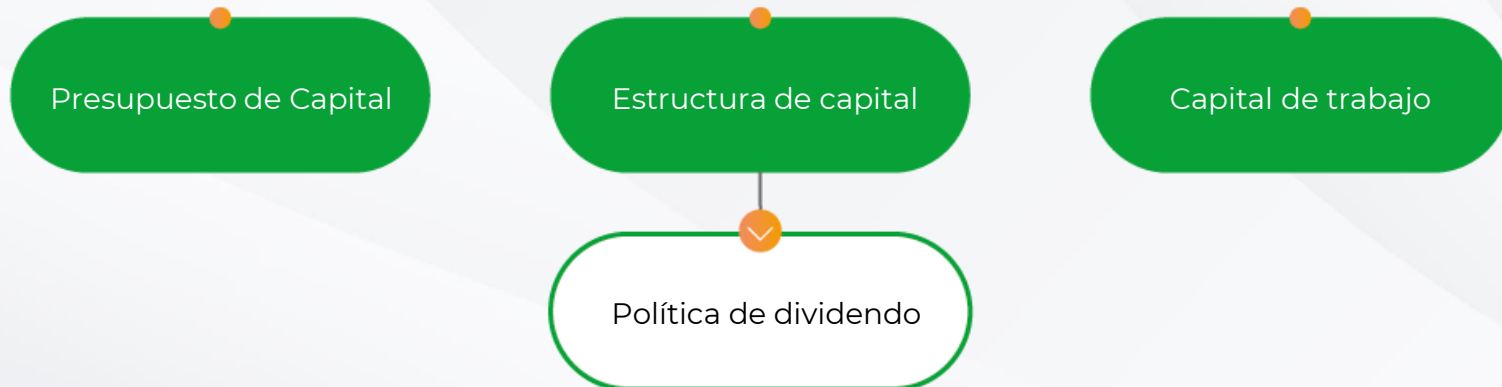 Presupuesto de Capital
Estructura de capital
Capital de trabajo
Política de dividendo